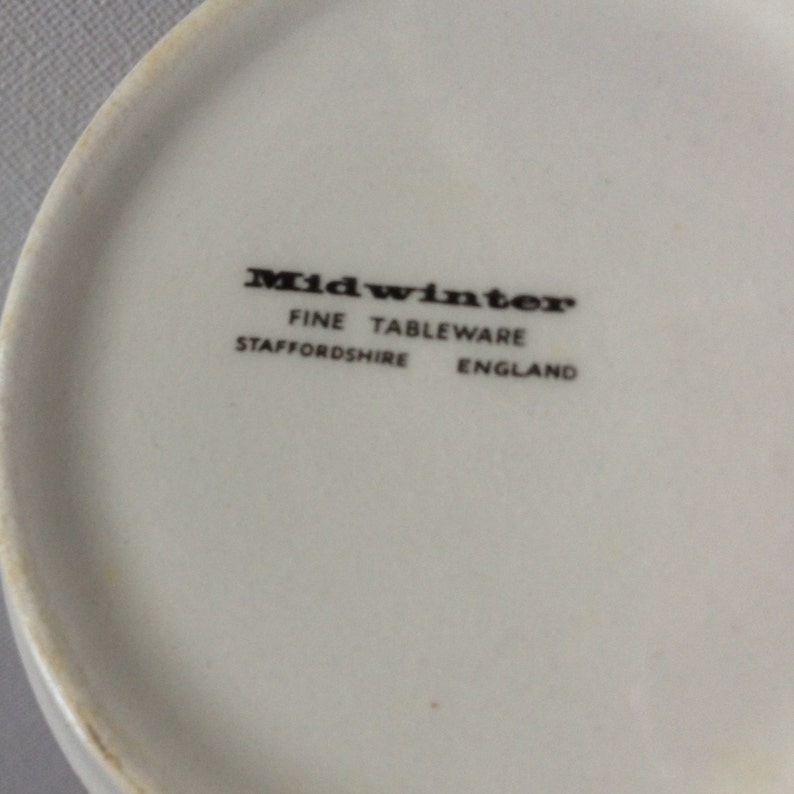 Midwinter
FINE TABLEWARE
STAFFORDSHIRE ENGLAND